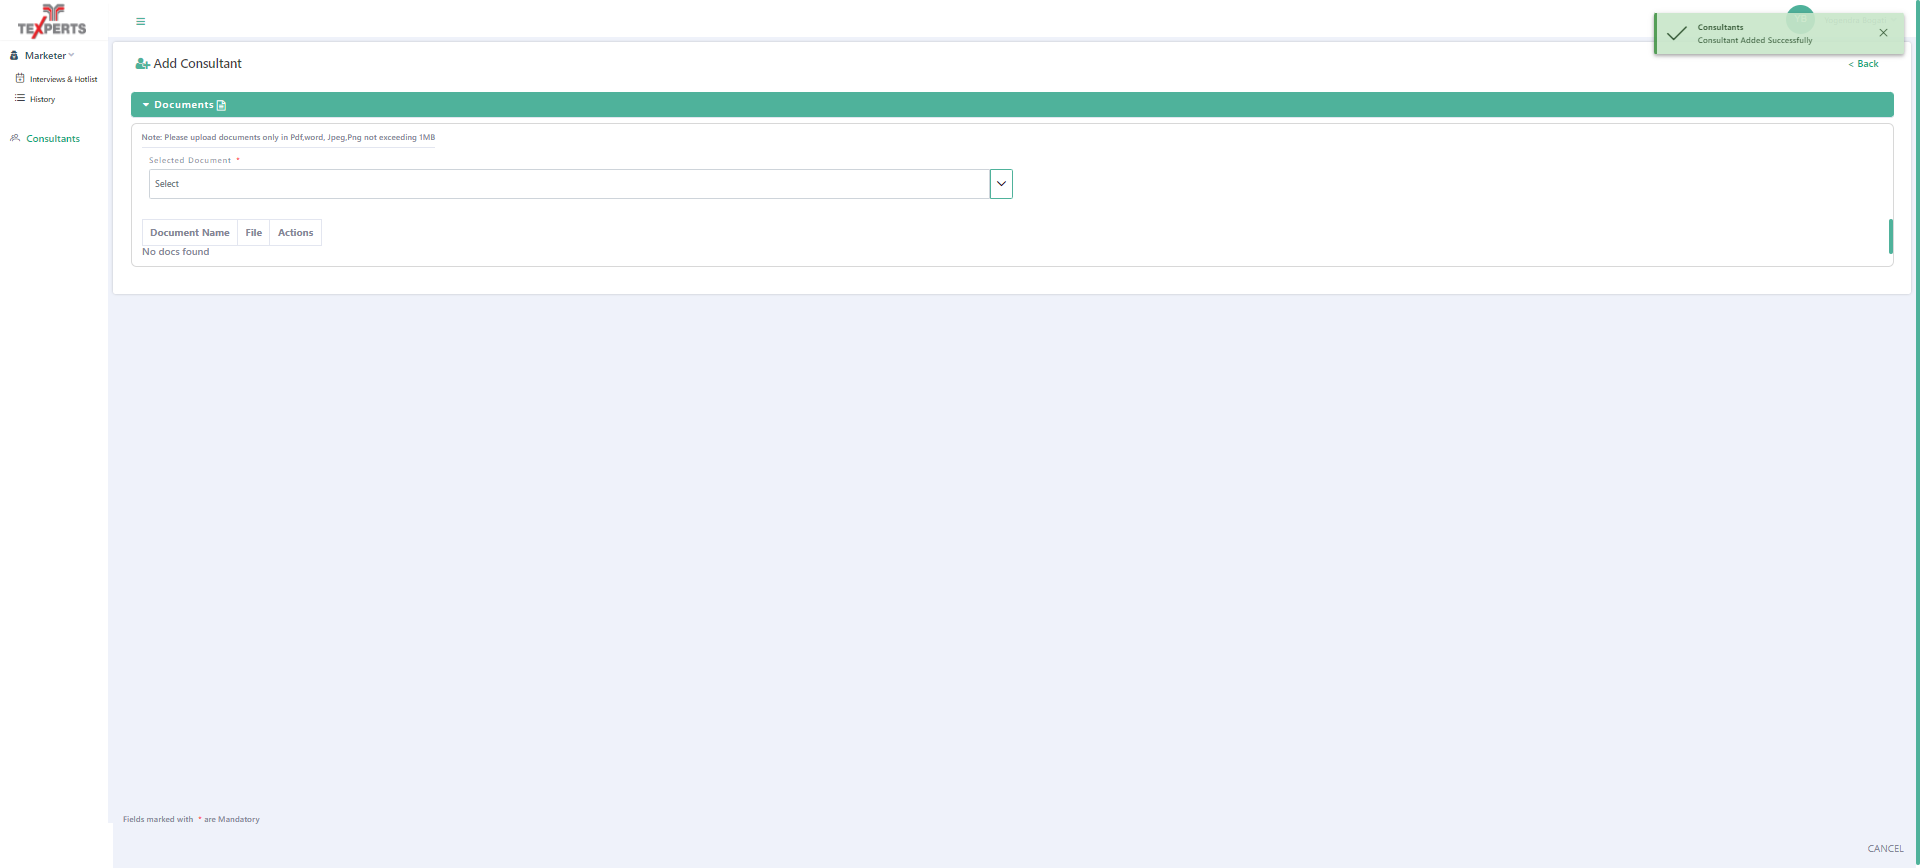 TEXPERTS
Consultants
Consultant Added Successfully
Marketer
Interviews & Hotlist
History
Consultants
Add Consultant
< Back
Documents
Note: Please upload documents only in Pdf,word, Jpeg,Png not exceeding 1MB
Selected Document *
Select
Document Name File Actions
No docs found
Fields marked with * are Mandatory
CANCEL